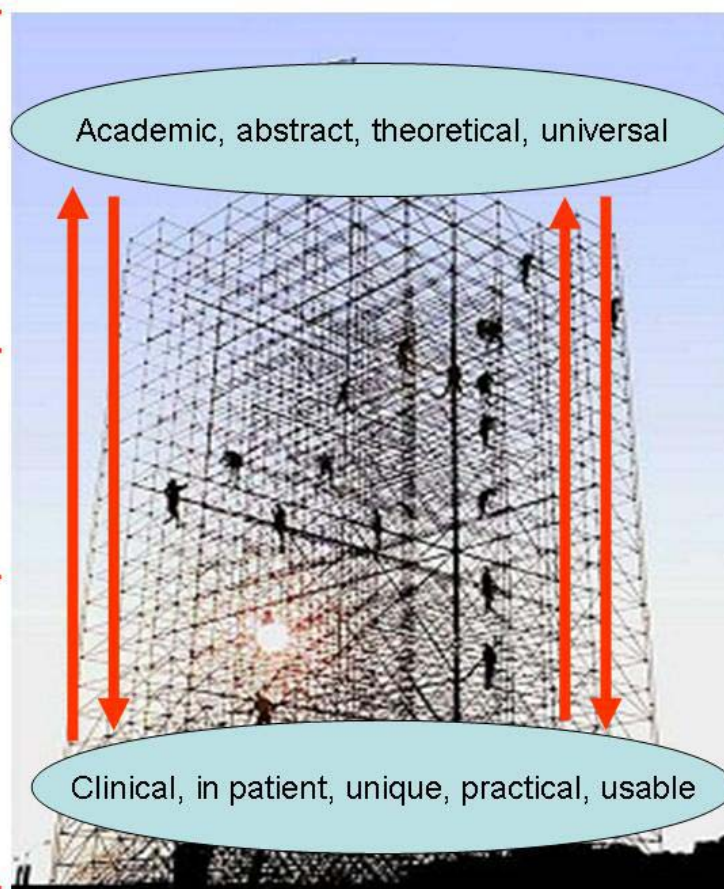 Academic, abstract, theoretical, universal
Clinical, in patient, unique, practical, usable